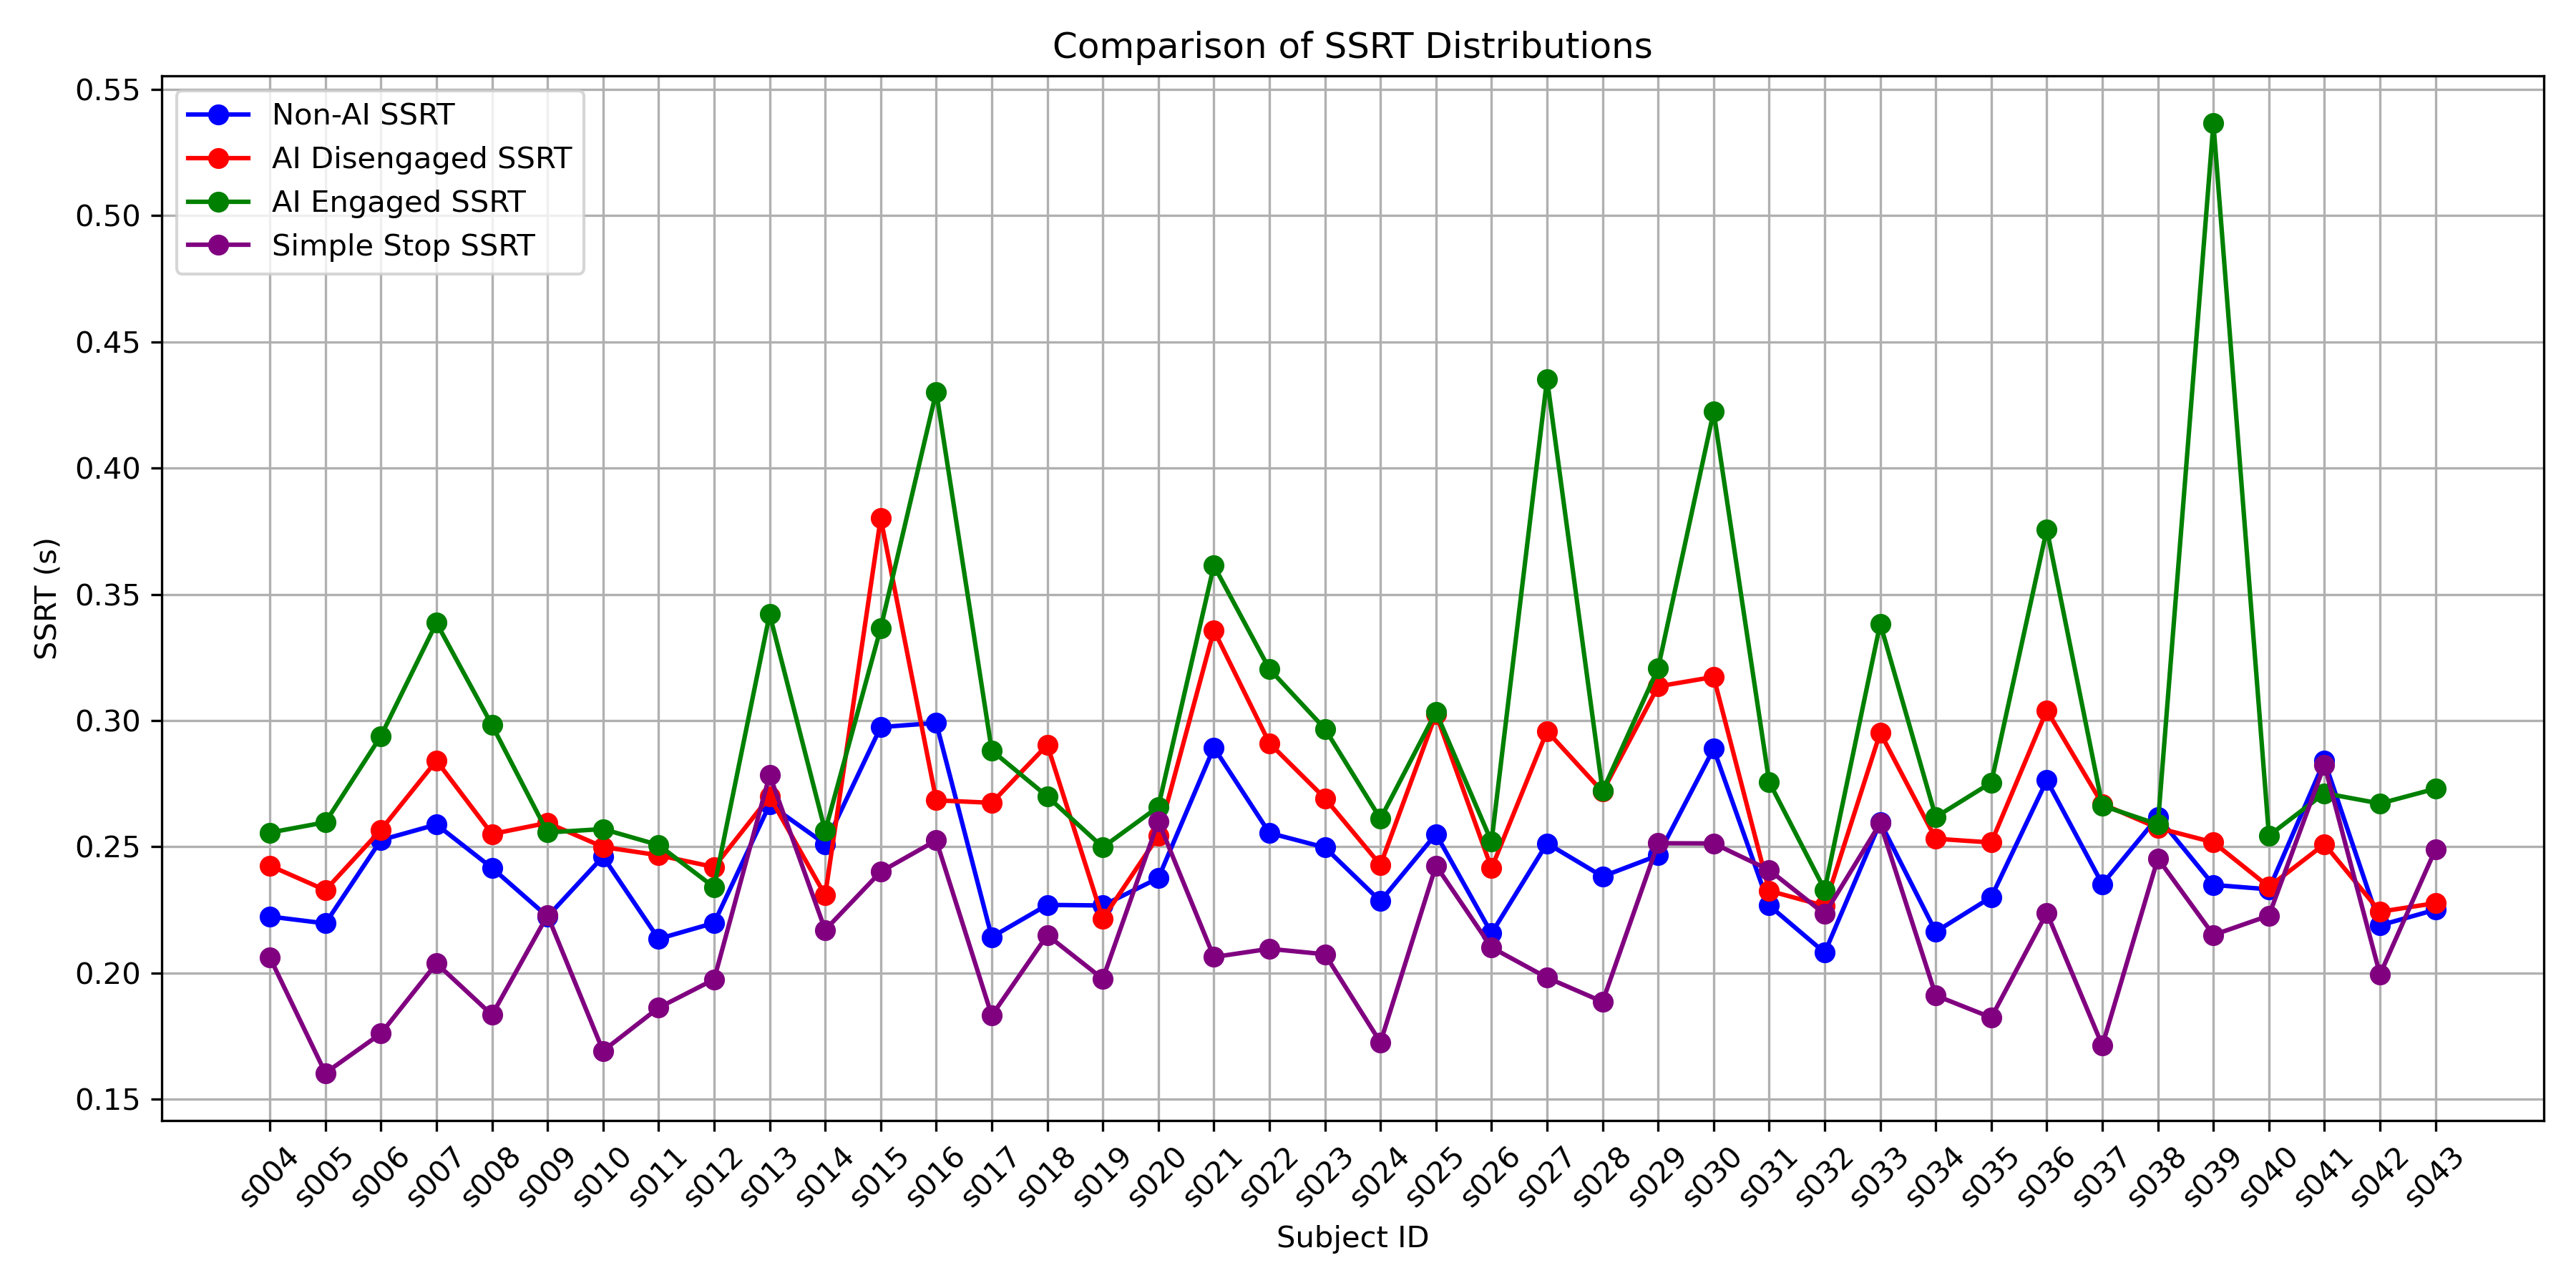 Comparison of SSRT Distributions
0.55
0.50
0.45
0.40
0.35
0.30
0.25
0.20
0.15
SSRT (s)
Non-AI SSRT
AI Disengaged SSRT
AI Engaged SSRT
Simple Stop SSRT
s004 s005 s006 s007 s008 s009 s010 s011 s012 s013 s014 s015 s016 s017 s018 s019 s020 s021 s022 s023 s024 s025 s026 s027 s028 s029 s030 s031 s032 s033 s034 s035 s036 s037 s038 s039 s040 s041 s042 s043
Subject ID